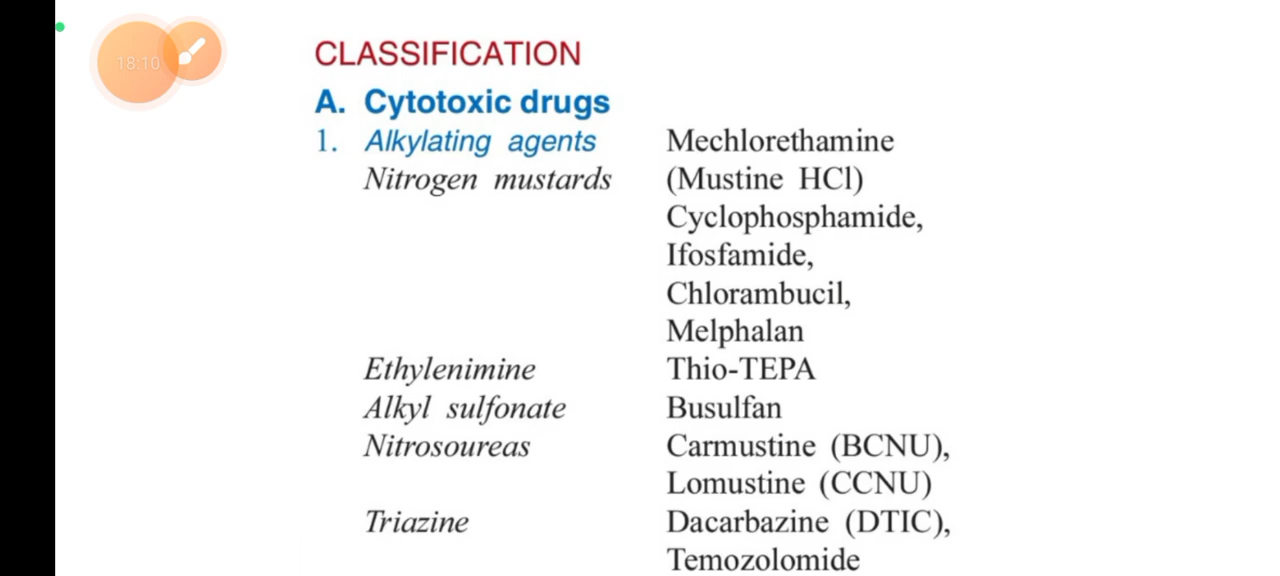 18:10
CLASSIFICATION
A. Cytotoxic drugs
1. Alkylating agents Mechlorethamine
Nitrogen mustards (Mustine HCl)
Cyclophosphamide,
Ifosfamide,
Chlorambucil,
Melphalan
Ethylenimine Thio-TEPA
Alkyl sulfonate Busulfan
Nitrosoureas Carmustine (BCNU),
Lomustine (CCNU)
Triazine Dacarbazine (DTIC),
Temozolomide